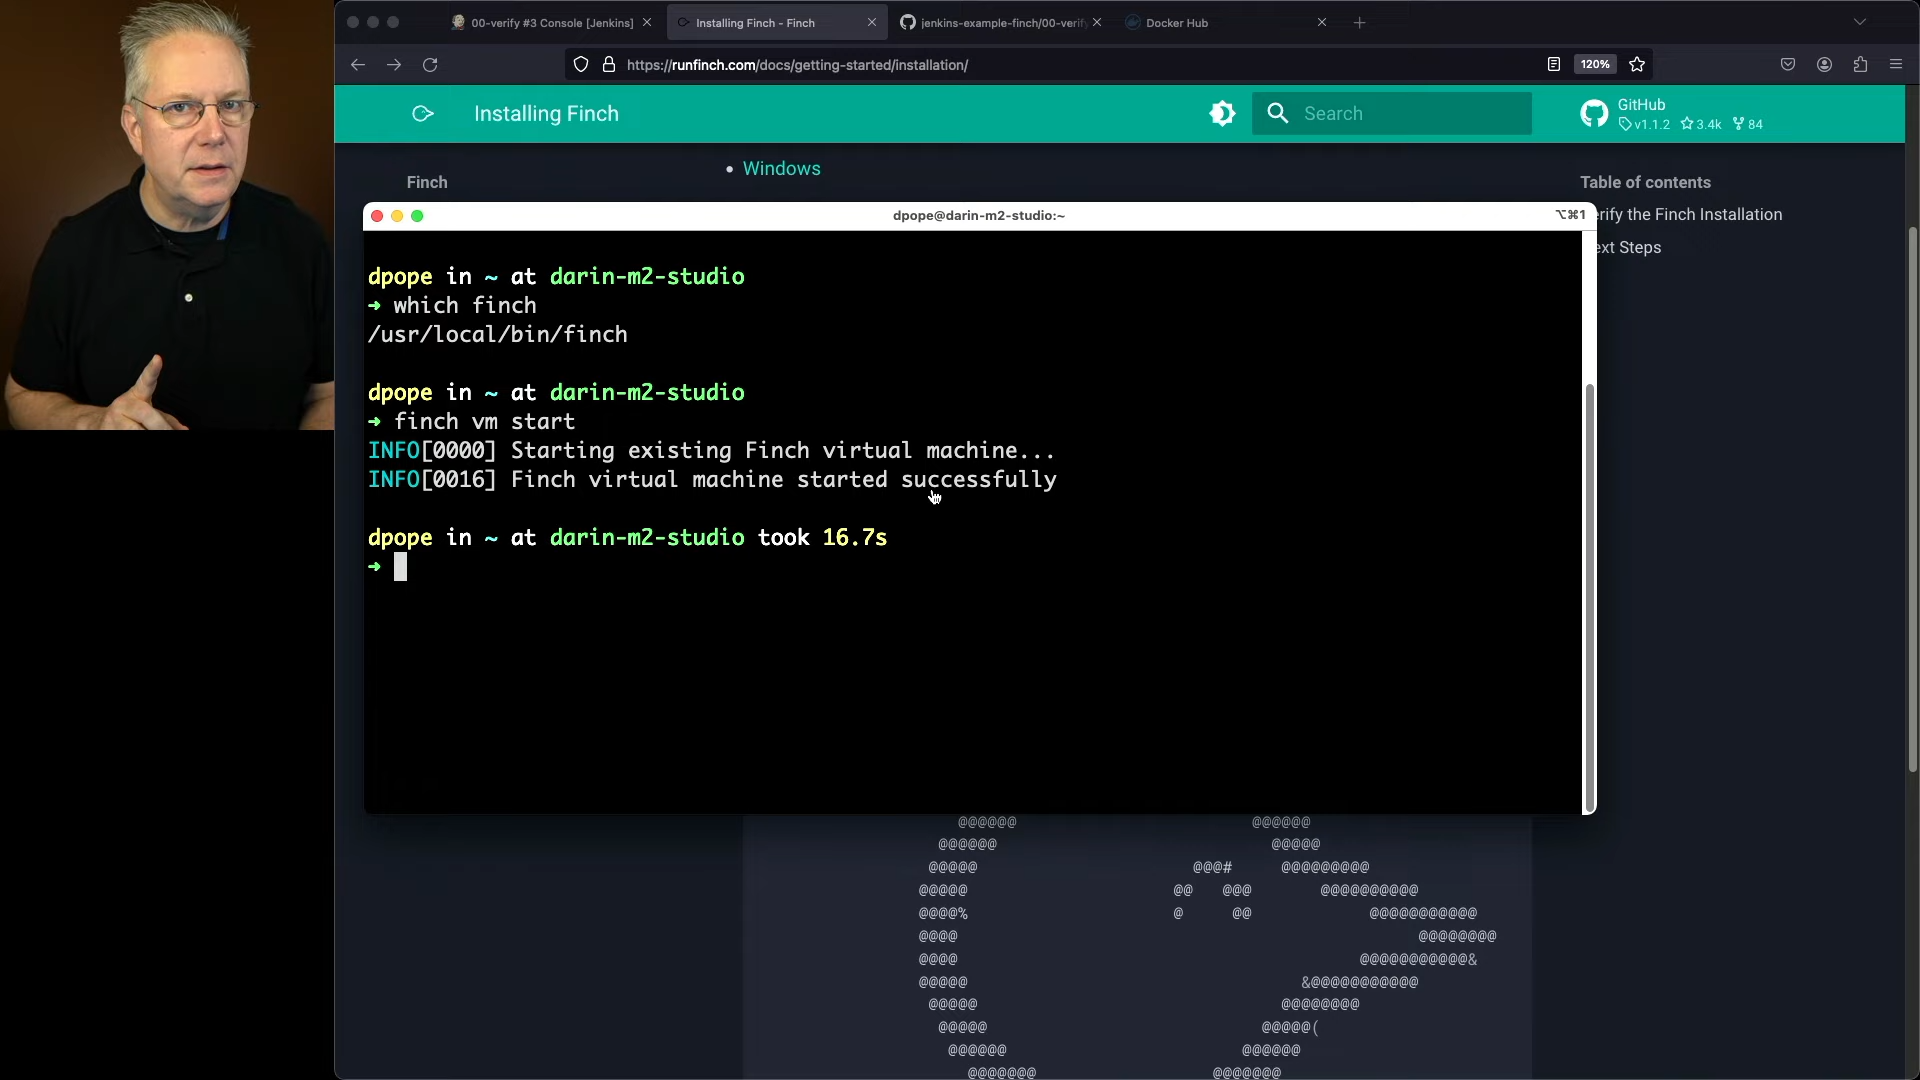 00-verify #3 Console [Jenkins]
Installing Finch - Finch
jenkins-example-finch/00-verify
Docker Hub
https://runfinch.com/docs/getting-started/installation/
120%
Installing Finch
Search
GitHub
v1.1.2 3.4k 84
Finch
Windows
Table of contents
erify the Finch Installation
ext Steps
dpope@darin-m2-studio:~
⌥⌘1
dpope in ~ at darin-m2-studio
➜ which finch
/usr/local/bin/finch
dpope in ~ at darin-m2-studio
➜ finch vm start
INFO[0000] Starting existing Finch virtual machine...
INFO[0016] Finch virtual machine started successfully
dpope in ~ at darin-m2-studio took 16.7s
➜
@@@@@@ @@@@@@
@@@@@@ @@@@@
@@@@@ @@@# @@@@@@@@@
@@@@@ @@ @@@ @@@@@@@@@@
@@@@% @ @@ @@@@@@@@@@@
@@@@ @@@@@@@@
@@@@ @@@@@@@@@@@&
@@@@@ &@@@@@@@@@@@
@@@@@ @@@@@@@@
@@@@@ @@@@@(
@@@@@@ @@@@@@
@@@@@@@ @@@@@@@